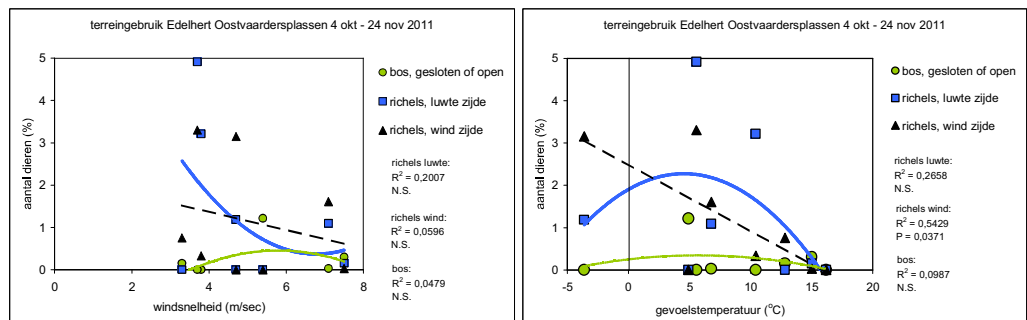 terreingebruik Edelhert Oostvaardersplassen 4 okt - 24 nov 2011
5
4
3
2
1
0
0
2
4
6
8
aantal dieren (%)
windsnelheid (m/sec)
bos, gesloten of open
richels, luwte zijde
richels, wind zijde
richels luwte:
R² = 0,2007
N.S.
richels wind:
R² = 0,0596
N.S.
bos:
R² = 0,0479
N.S.
terreingebruik Edelhert Oostvaardersplassen 4 okt - 24 nov 2011
5
4
3
2
1
0
-5
0
5
10
15
20
aantal dieren (%)
gevoelstemperatuur (°C)
bos, gesloten of open
richels, luwte zijde
richels, wind zijde
richels luwte:
R² = 0,2658
N.S.
richels wind:
R² = 0,5429
P = 0,0371
bos:
R² = 0,0987
N.S.